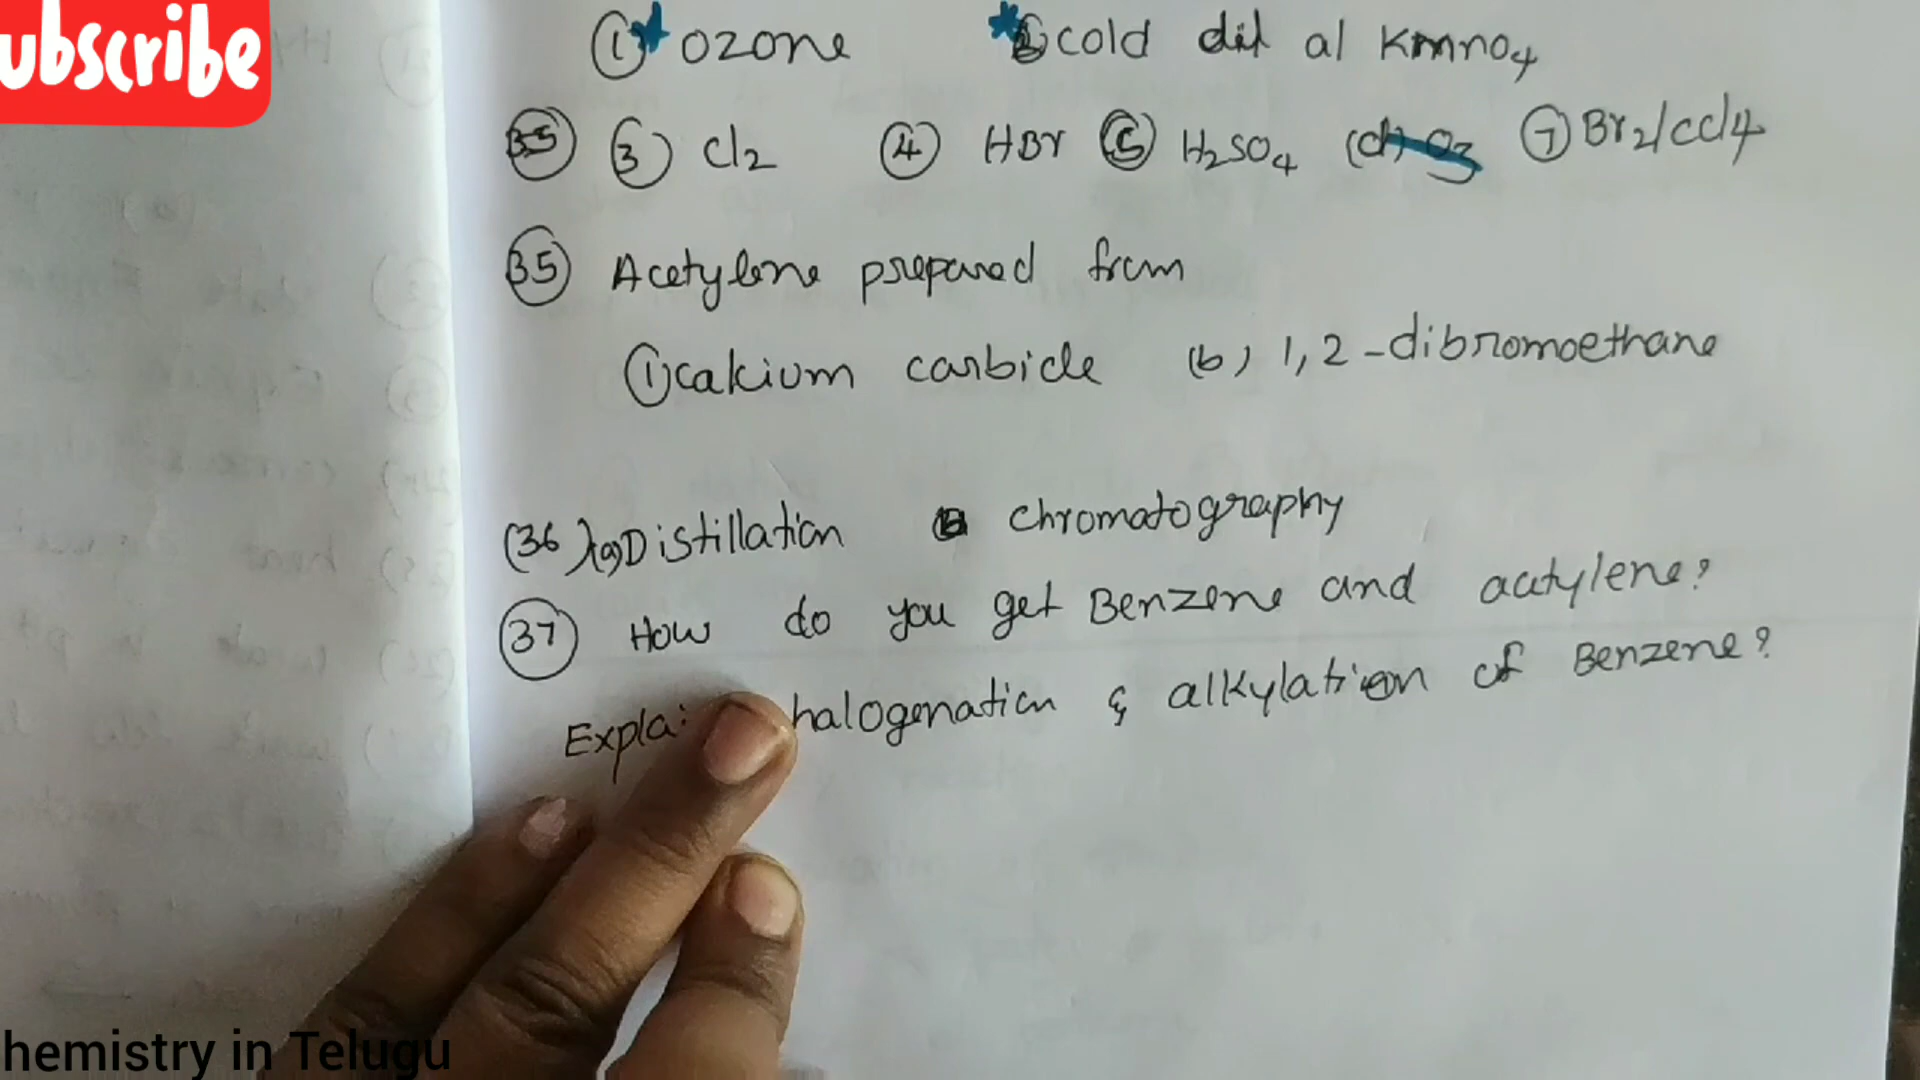 ubscribe
① ozone ② cold dil al KmnO4
35 ③ Cl2 ④ HBr ⑤ H2SO4 (d) O3 ⑦ Br2/CCl4
35 Acetylene prepared from
① calcium carbide (b) 1,2-dibromoethane
(36) (a) Distillation chromatography
37 How do you get Benzene and acetylene?
Explai halogenation & alkylation of Benzene?
hemistry in Telugu